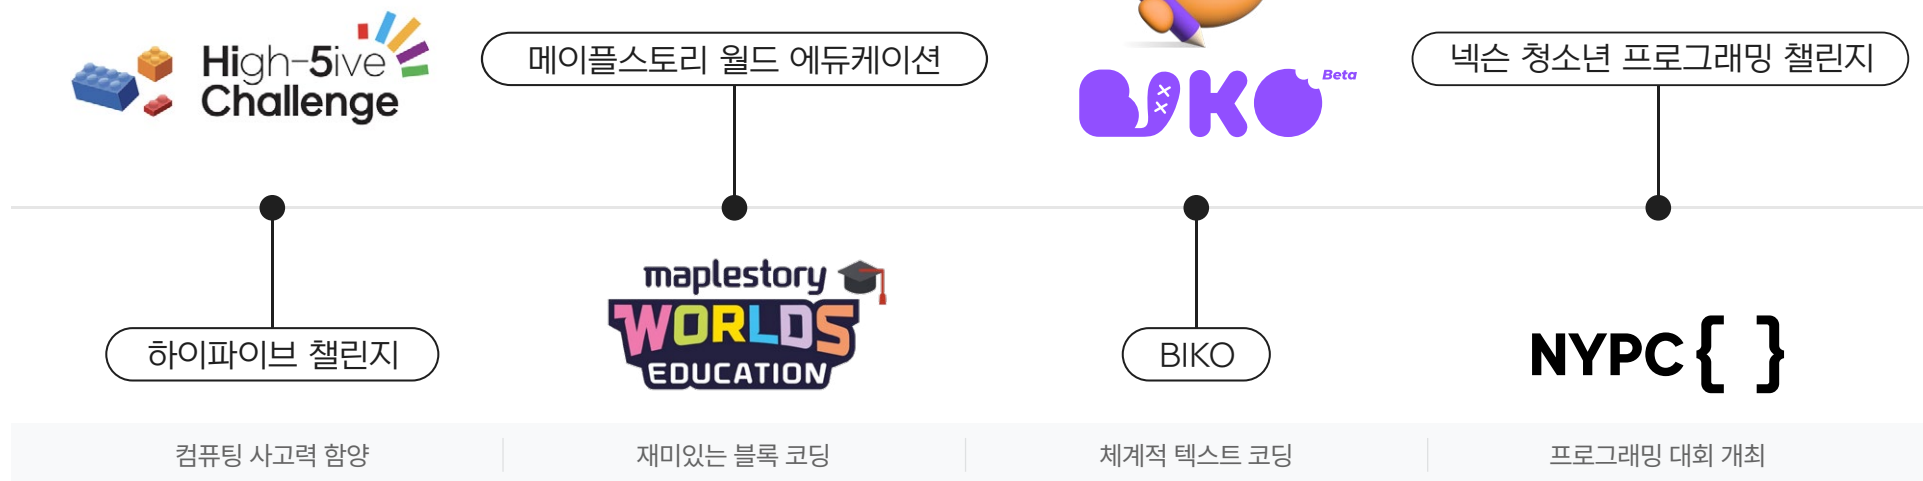 High-5ive
Challenge
메이플스토리 월드 에듀케이션
BIKO Beta
넥슨 청소년 프로그래밍 챌린지
하이파이브 챌린지
maplestory
WORLDS
EDUCATION
BIKO
NYPC{ }
컴퓨팅 사고력 함양
재미있는 블록 코딩
체계적 텍스트 코딩
프로그래밍 대회 개최